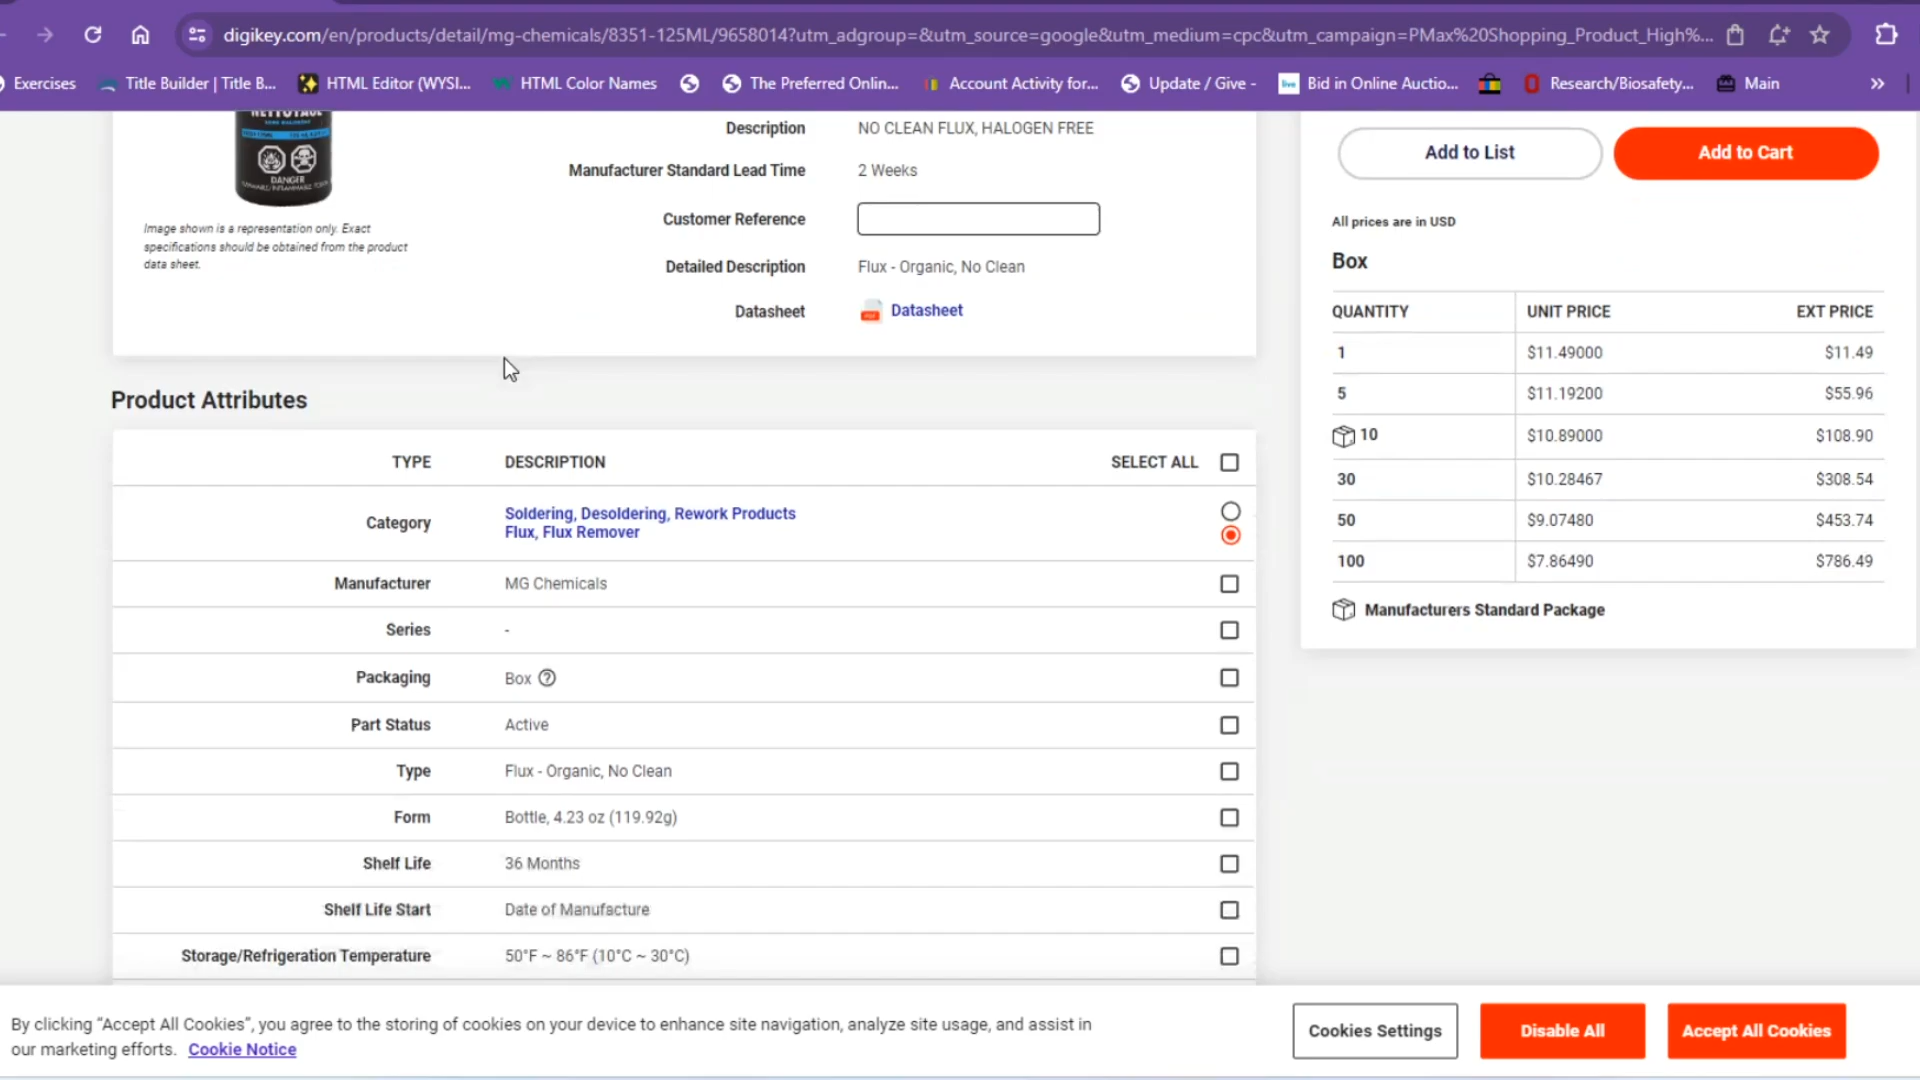 digikey.com/en/products/detail/mg-chemicals/8351-125ML/9658014?utm_adgroup=&utm_source=google&utm_medium=cpc&utm_campaign=PMax%20Shopping_Product_High%...
Exercises
Title Builder | Title B...
HTML Editor (WYSI...
HTML Color Names
The Preferred Onlin...
Account Activity for...
Update / Give -
Bid in Online Auctio...
Research/Biosafety...
Main
NETTOYAGE
DANGER
Image shown is a representation only. Exact
specifications should be obtained from the product
data sheet.
Description NO CLEAN FLUX, HALOGEN FREE
Manufacturer Standard Lead Time 2 Weeks
Customer Reference
Detailed Description Flux - Organic, No Clean
Datasheet Datasheet
Product Attributes
TYPE DESCRIPTION SELECT ALL
Category Soldering, Desoldering, Rework Products
Flux, Flux Remover
Manufacturer MG Chemicals
Series -
Packaging Box ?
Part Status Active
Type Flux - Organic, No Clean
Form Bottle, 4.23 oz (119.92g)
Shelf Life 36 Months
Shelf Life Start Date of Manufacture
Storage/Refrigeration Temperature 50°F ~ 86°F (10°C ~ 30°C)
Add to List
Add to Cart
All prices are in USD
Box
QUANTITY UNIT PRICE EXT PRICE
1 $11.49000 $11.49
5 $11.19200 $55.96
10 $10.89000 $108.90
30 $10.28467 $308.54
50 $9.07480 $453.74
100 $7.86490 $786.49
Manufacturers Standard Package
By clicking “Accept All Cookies”, you agree to the storing of cookies on your device to enhance site navigation, analyze site usage, and assist in
our marketing efforts. Cookie Notice
Cookies Settings
Disable All
Accept All Cookies